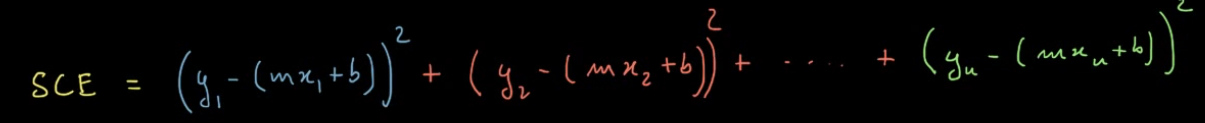 SCE = (y₁ - (mx₁+b))² + (y₂ - (mx₂+b))² + ..... + (yₙ - (mxₙ+b))²